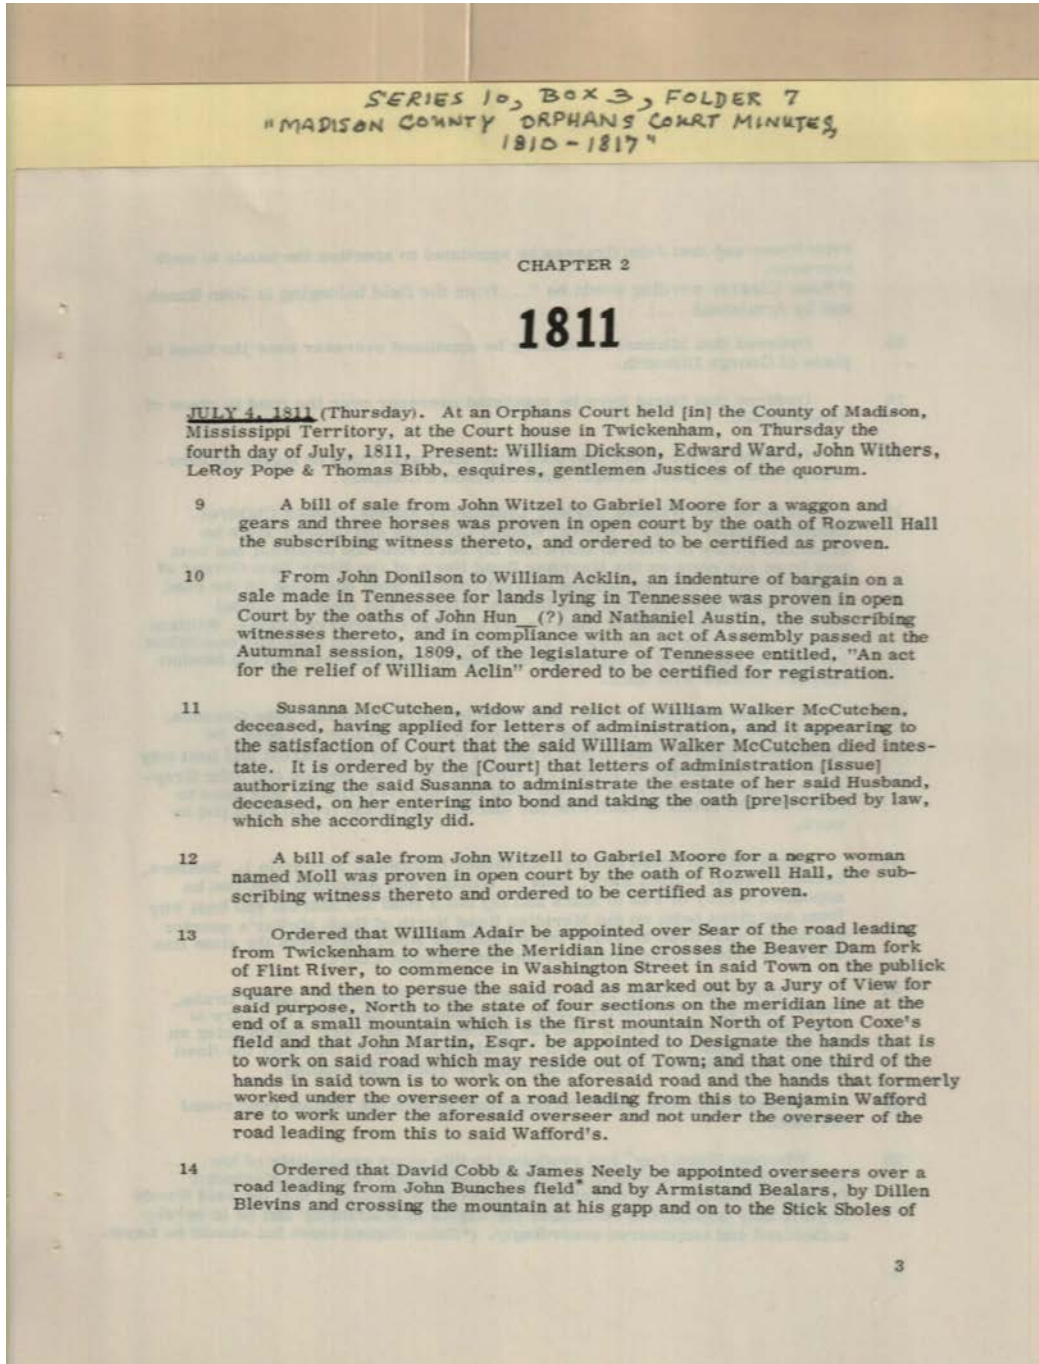 SERIES 10, BOX 3, FOLDER 7
"MADISON COUNTY ORPHANS COURT MINUTES,
1810-1817"
CHAPTER 2
1811
JULY 4, 1811 (Thursday). At an Orphans Court held [in] the County of Madison,
Mississippi Territory, at the Court house in Twickenham, on Thursday the
fourth day of July, 1811, Present: William Dickson, Edward Ward, John Withers,
LeRoy Pope & Thomas Bibb, esquires, gentlemen Justices of the quorum.
9 A bill of sale from John Witzel to Gabriel Moore for a waggon and
gears and three horses was proven in open court by the oath of Rozwell Hall
the subscribing witness thereto, and ordered to be certified as proven.
10 From John Donilson to William Acklin, an indenture of bargain on a
sale made in Tennessee for lands lying in Tennessee was proven in open
Court by the oaths of John Hun__(?) and Nathaniel Austin, the subscribing
witnesses thereto, and in compliance with an act of Assembly passed at the
Autumnal session, 1809, of the legislature of Tennessee entitled, "An act
for the relief of William Aclin" ordered to be certified for registration.
11 Susanna McCutchen, widow and relict of William Walker McCutchen,
deceased, having applied for letters of administration, and it appearing to
the satisfaction of Court that the said William Walker McCutchen died intes-
tate. It is ordered by the [Court] that letters of administration [issue]
authorizing the said Susanna to administrate the estate of her said Husband,
deceased, on her entering into bond and taking the oath [pre]scribed by law,
which she accordingly did.
12 A bill of sale from John Witzell to Gabriel Moore for a negro woman
named Moll was proven in open court by the oath of Rozwell Hall, the sub-
scribing witness thereto and ordered to be certified as proven.
13 Ordered that William Adair be appointed over Sear of the road leading
from Twickenham to where the Meridian line crosses the Beaver Dam fork
of Flint River, to commence in Washington Street in said Town on the publick
square and then to persue the said road as marked out by a Jury of View for
said purpose, North to the state of four sections on the meridian line at the
end of a small mountain which is the first mountain North of Peyton Coxe's
field and that John Martin, Esqr. be appointed to Designate the hands that is
to work on said road which may reside out of Town; and that one third of the
hands in said town is to work on the aforesaid road and the hands that formerly
worked under the overseer of a road leading from this to Benjamin Wafford
are to work under the aforesaid overseer and not under the overseer of the
road leading from this to said Wafford's.
14 Ordered that David Cobb & James Neely be appointed overseers over a
road leading from John Bunches field* and by Armistand Bealars, by Dillen
Blevins and crossing the mountain at his gapp and on to the Stick Sholes of
3